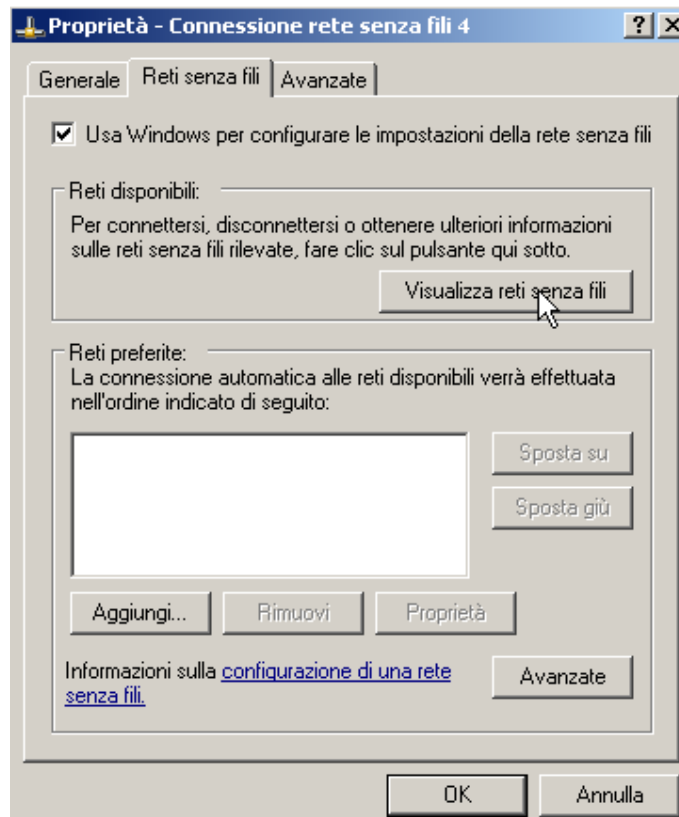 Proprietà - Connessione rete senza fili 4
Generale
Reti senza fili
Avanzate
Usa Windows per configurare le impostazioni della rete senza fili
Reti disponibili:
Per connettersi, disconnettersi o ottenere ulteriori informazioni
sulle reti senza fili rilevate, fare clic sul pulsante qui sotto.
Visualizza reti senza fili
Reti preferite:
La connessione automatica alle reti disponibili verrà effettuata
nell'ordine indicato di seguito:
Sposta su
Sposta giù
Aggiungi...
Rimuovi
Proprietà
Informazioni sulla configurazione di una rete
senza fili.
Avanzate
OK
Annulla